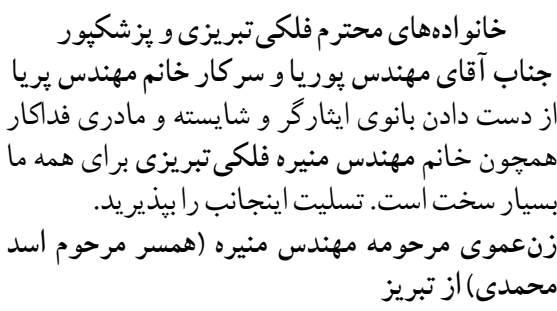 خانواده‌های محترم فلکی‌تبریزی و پزشکپور
جناب آقای مهندس پوریا و سرکار خانم مهندس پریا
از دست دادن بانوی ایثارگر و شایسته و مادری فداکار
همچون خانم مهندس منیره فلکی‌تبریزی برای همه ما
بسیار سخت است. تسلیت اینجانب را بپذیرید.
زن‌عموی مرحومه مهندس منیره (همسر مرحوم اسد
محمدی) از تبریز